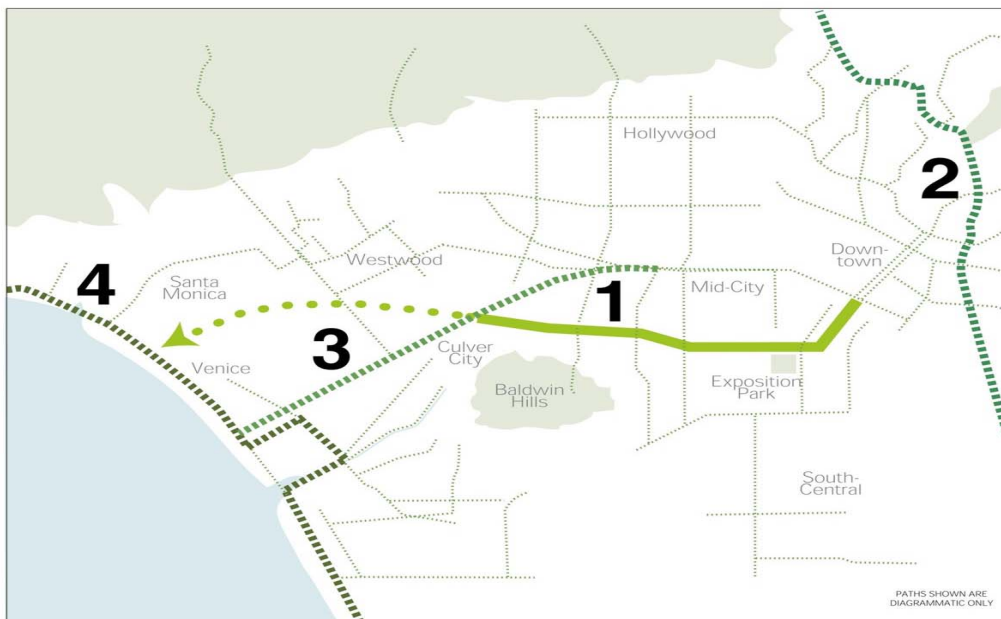 Hollywood
2
Down-
town
Westwood
4
Santa
Monica
1
Mid-City
3
Culver
City
Venice
Baldwin
Hills
Exposition
Park
South-
Central
PATHS SHOWN ARE
DIAGRAMMATIC ONLY